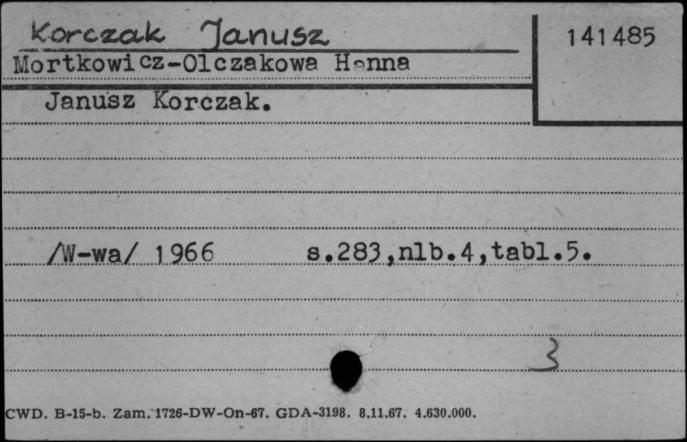 Korczak Janusz
141485
Mortkowicz-Olczakowa Hanna
Janusz Korczak.
/W-wa/ 1966 s.283,nlb.4,tabl.5.
3
CWD. B-15-b. Zam. 1726-DW-On-67. GDA-3198. 8.11.67. 4.630.000.